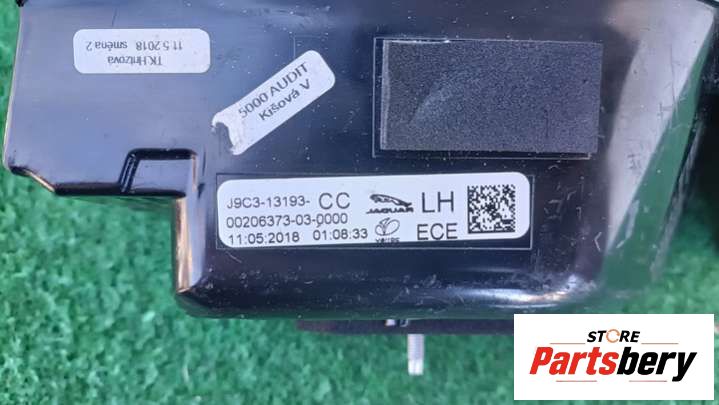 TK.Hintzova
11.5.2018 směna 2
5000 AUDIT
Kišová V
J9C3-13193- CC JAGUAR LH
00206373-03-0000
11:05:2018 01:08:33 varroc ECE
STORE
Partsbery